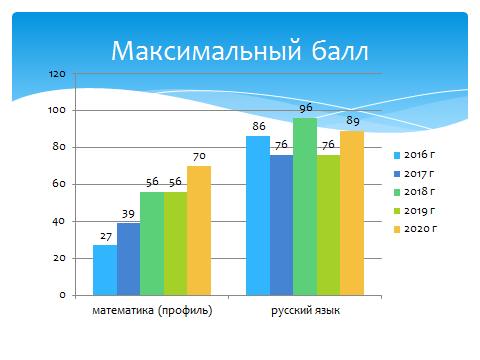 Максимальный балл
120
100
80
60
40
20
0
27
39
56
56
70
86
76
96
76
89
математика (профиль)
русский язык
2016 г
2017 г
2018 г
2019 г
2020 г